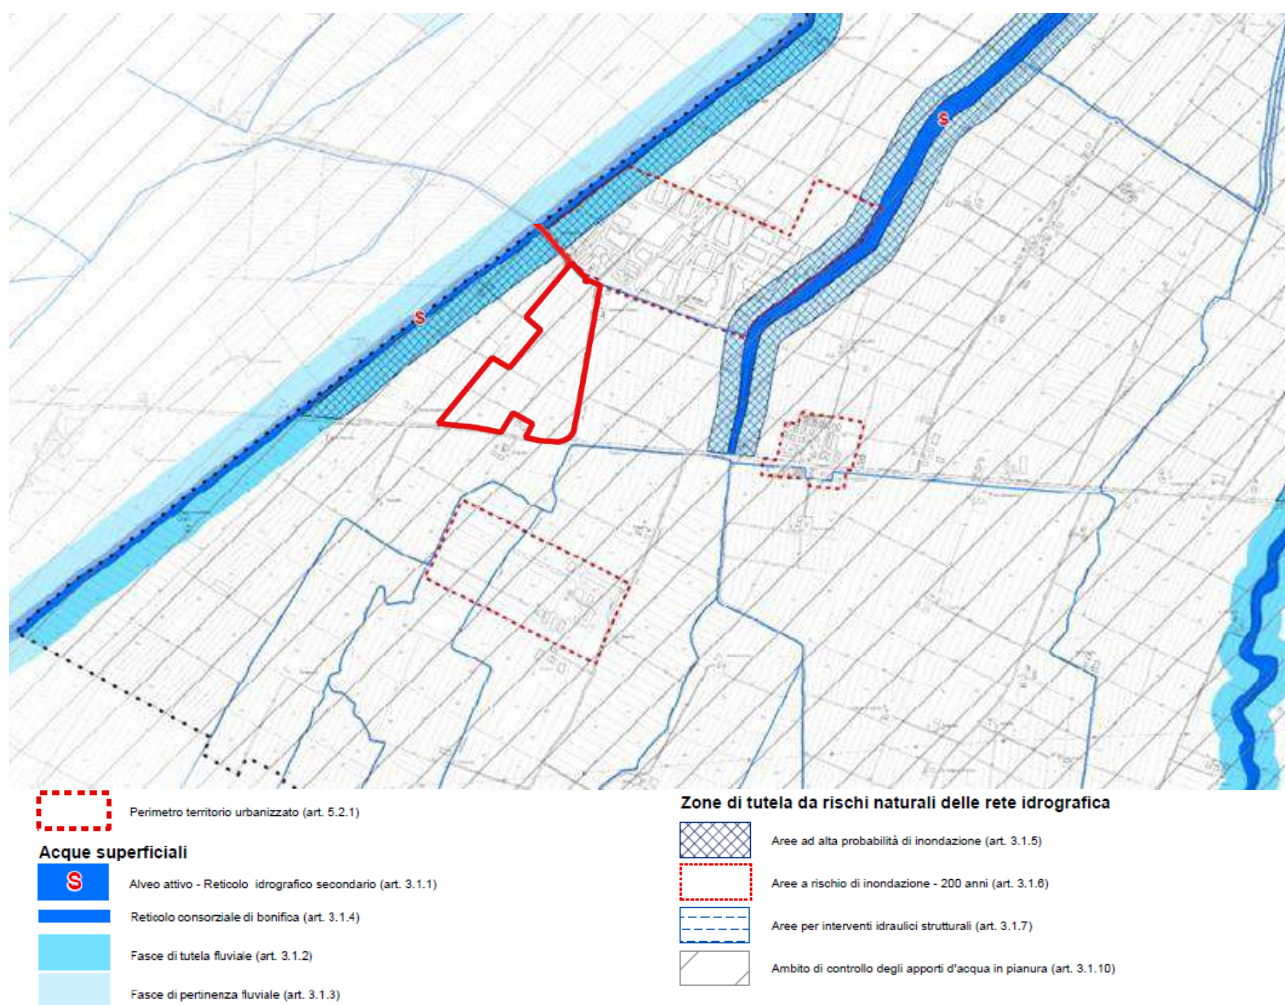 S
S
Perimetro territorio urbanizzato (art. 5.2.1)
Acque superficiali
S
Alveo attivo - Reticolo idrografico secondario (art. 3.1.1)
Reticolo consorziale di bonifica (art. 3.1.4)
Fasce di tutela fluviale (art. 3.1.2)
Fasce di pertinenza fluviale (art. 3.1.3)
Zone di tutela da rischi naturali delle rete idrografica
Aree ad alta probabilità di inondazione (art. 3.1.5)
Aree a rischio di inondazione - 200 anni (art. 3.1.6)
Aree per interventi idraulici strutturali (art. 3.1.7)
Ambito di controllo degli apporti d'acqua in pianura (art. 3.1.10)